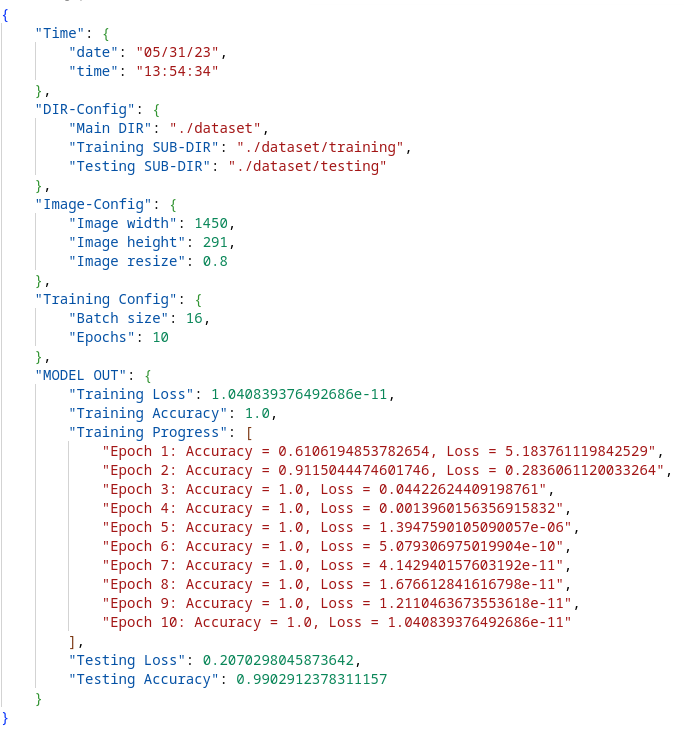 {
    "Time": {
        "date": "05/31/23",
        "time": "13:54:34"
    },
    "DIR-Config": {
        "Main DIR": "./dataset",
        "Training SUB-DIR": "./dataset/training",
        "Testing SUB-DIR": "./dataset/testing"
    },
    "Image-Config": {
        "Image width": 1450,
        "Image height": 291,
        "Image resize": 0.8
    },
    "Training Config": {
        "Batch size": 16,
        "Epochs": 10
    },
    "MODEL OUT": {
        "Training Loss": 1.040839376492686e-11,
        "Training Accuracy": 1.0,
        "Training Progress": [
            "Epoch 1: Accuracy = 0.6106194853782654, Loss = 5.183761119842529",
            "Epoch 2: Accuracy = 0.9115044474601746, Loss = 0.2836061120033264",
            "Epoch 3: Accuracy = 1.0, Loss = 0.04422624409198761",
            "Epoch 4: Accuracy = 1.0, Loss = 0.0013960156356915832",
            "Epoch 5: Accuracy = 1.0, Loss = 1.3947590105090057e-06",
            "Epoch 6: Accuracy = 1.0, Loss = 5.079306975019904e-10",
            "Epoch 7: Accuracy = 1.0, Loss = 4.142940157603192e-11",
            "Epoch 8: Accuracy = 1.0, Loss = 1.676612841616798e-11",
            "Epoch 9: Accuracy = 1.0, Loss = 1.2110463673553618e-11",
            "Epoch 10: Accuracy = 1.0, Loss = 1.040839376492686e-11"
        ],
        "Testing Loss": 0.2070298045873642,
        "Testing Accuracy": 0.9902912378311157
    }
}